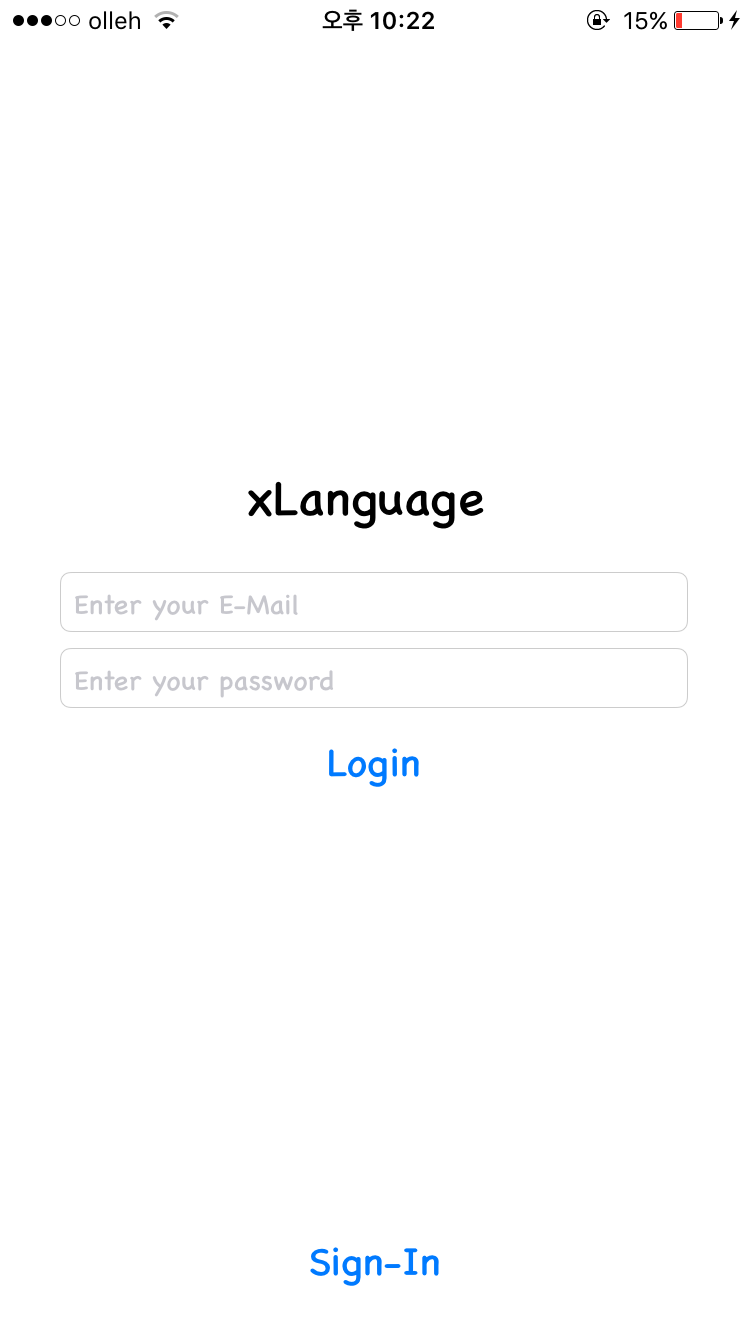 olleh 오후 10:22 15%
xLanguage
Enter your E-Mail
Enter your password
Login
Sign-In